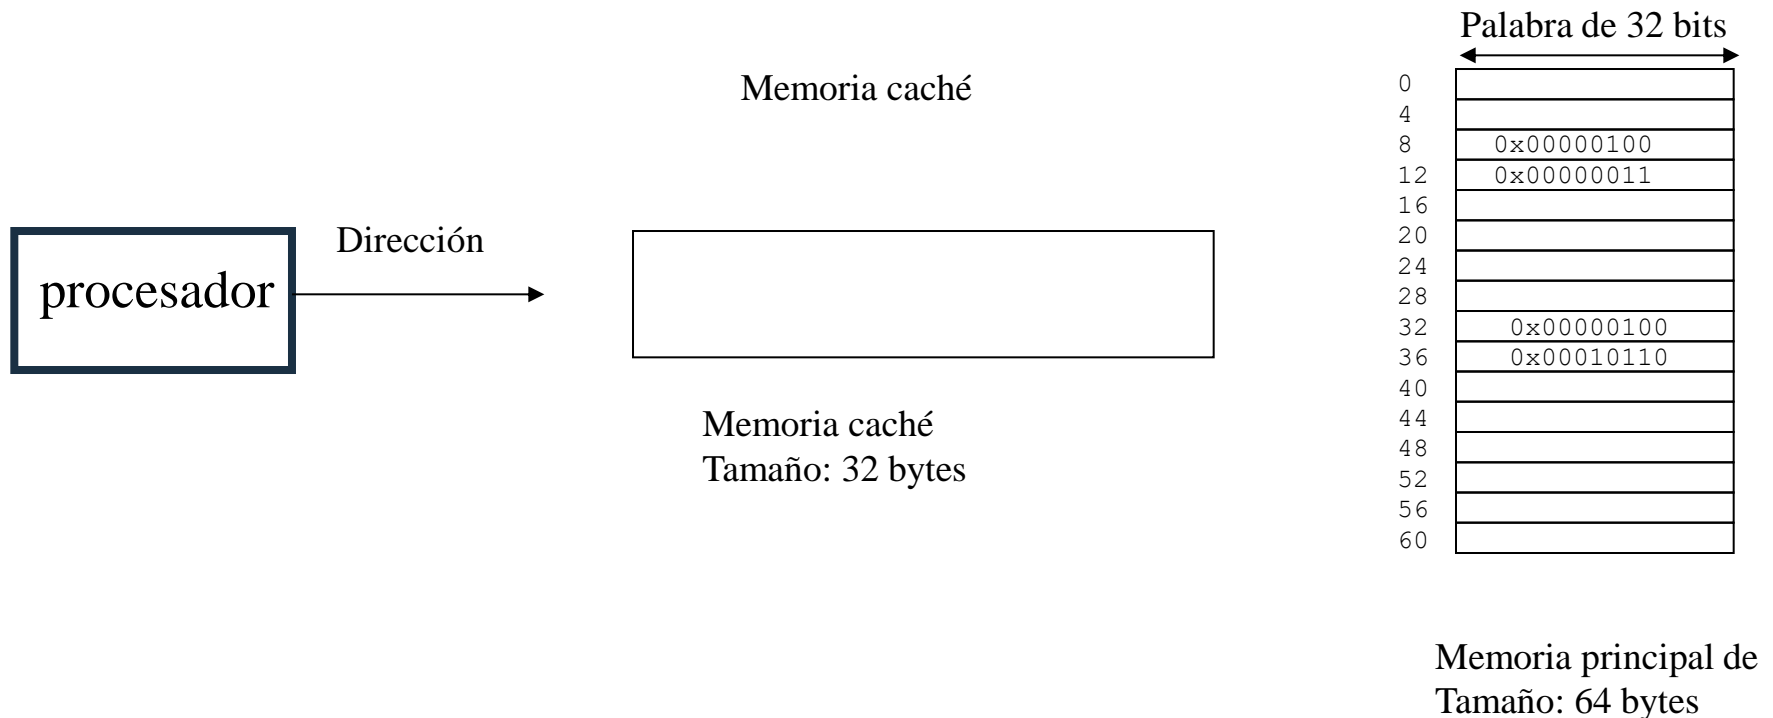 Palabra de 32 bits
Memoria caché
0
4
8 0x00000100
12 0x00000011
16
20
24
28
32 0x00000100
36 0x00010110
40
44
48
52
56
60
procesador
Dirección
Memoria caché
Tamaño: 32 bytes
Memoria principal de
Tamaño: 64 bytes